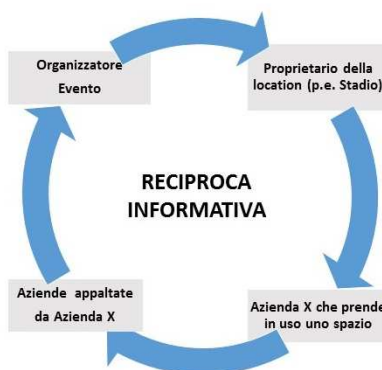 Organizzatore
Evento
Proprietario della
location (p.e. Stadio)
RECIPROCA
INFORMATIVA
Aziende appaltate
da Azienda X
Azienda X che prende
in uso uno spazio